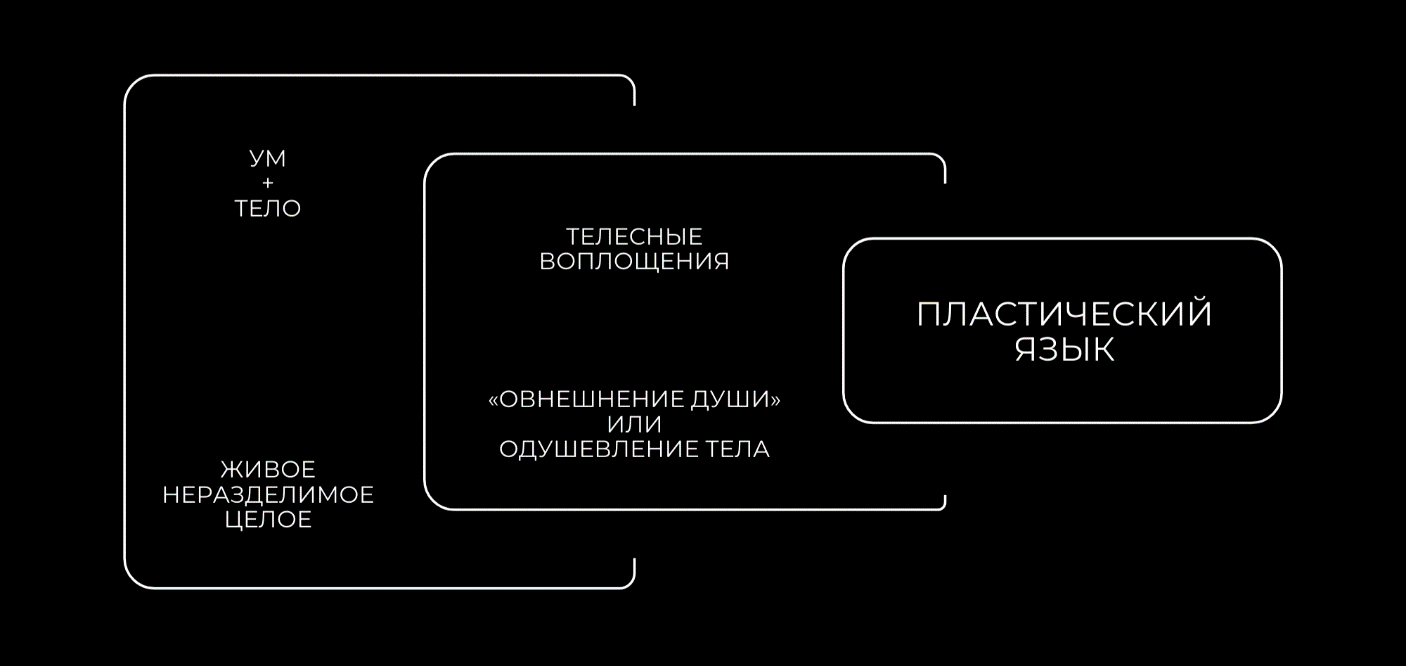 УМ
+
ТЕЛО
ЖИВОЕ
НЕРАЗДЕЛИМОЕ
ЦЕЛОЕ
ТЕЛЕСНЫЕ
ВОПЛОЩЕНИЯ
«ОВНЕШНЕНИЕ ДУШИ»
ИЛИ
ОДУШЕВЛЕНИЕ ТЕЛА
ПЛАСТИЧЕСКИЙ
ЯЗЫК